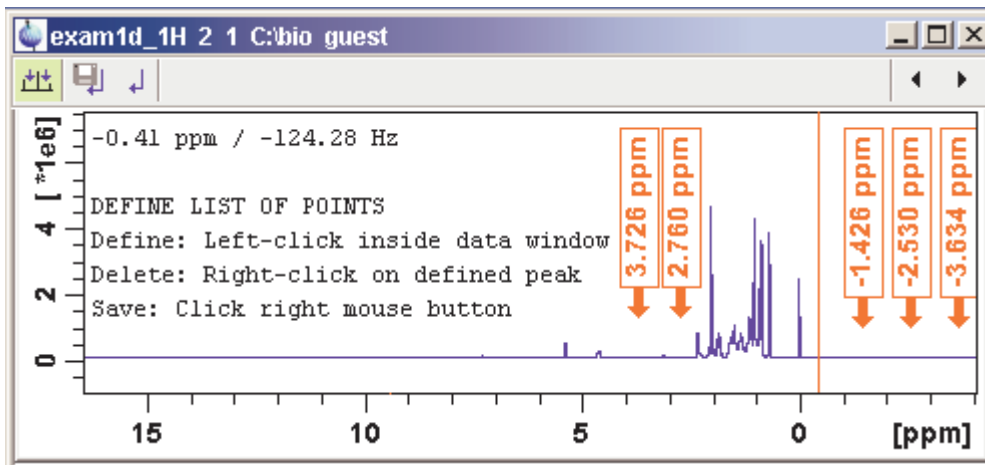 exam1d_1H 2 1 C:\bio guest
-0.41 ppm / -124.28 Hz
DEFINE LIST OF POINTS
Define: Left-click inside data window
Delete: Right-click on defined peak
Save: Click right mouse button
3.726 ppm
2.760 ppm
-1.426 ppm
-2.530 ppm
-3.634 ppm
[*1e6]
4
2
0
15 10 5 0 [ppm]